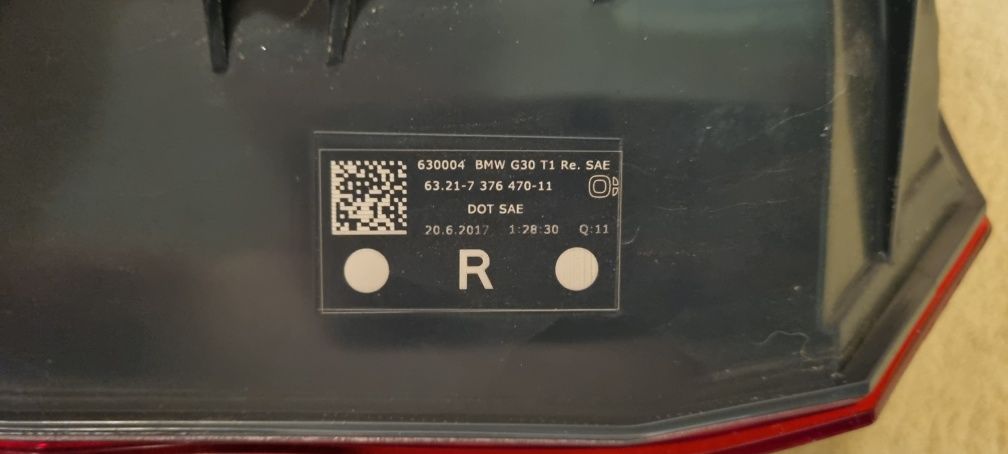 630004 BMW G30 T1 Re. SAE
63.21-7 376 470-11
DOT SAE
20.6.2017 1:28:30 Q:11
R